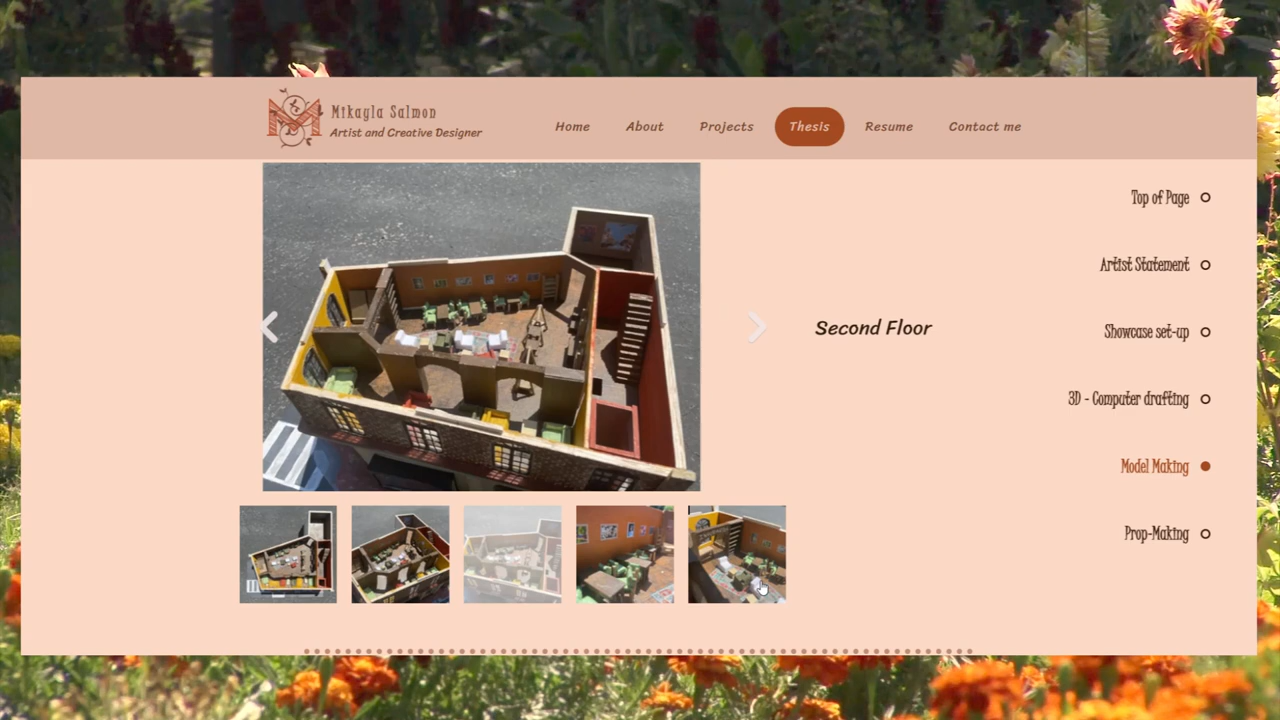 Mikayla Salmon
Artist and Creative Designer
Home
About
Projects
Thesis
Resume
Contact me
Top of Page
Artist Statement
Second Floor
Showcase set-up
3D - Computer drafting
Model Making
Prop-Making